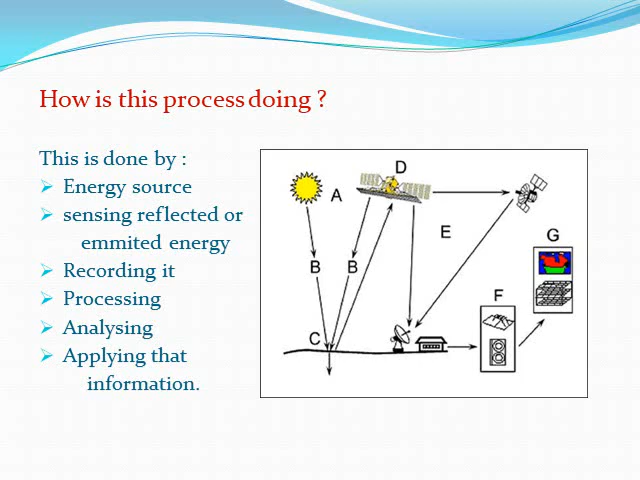 How is this process doing ?
This is done by :
Energy source
sensing reflected or
emmited energy
Recording it
Processing
Analysing
Applying that
information.
D
A
E
G
B B
F
C